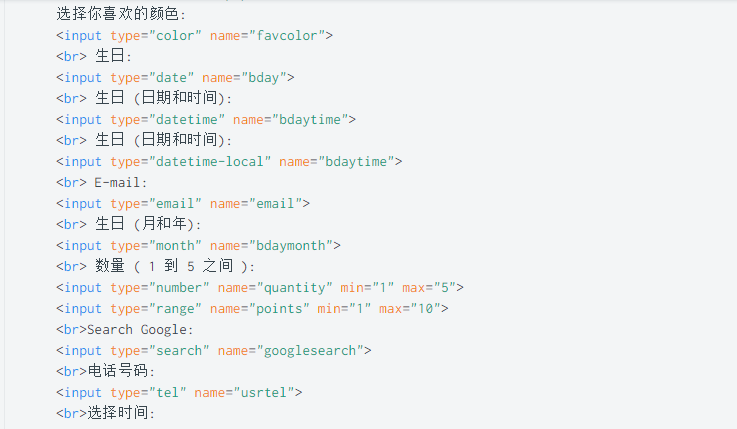 选择你喜欢的颜色:
<input type="color" name="favcolor">
<br> 生日:
<input type="date" name="bday">
<br> 生日 (日期和时间):
<input type="datetime" name="bdaytime">
<br> 生日 (日期和时间):
<input type="datetime-local" name="bdaytime">
<br> E-mail:
<input type="email" name="email">
<br> 生日 (月和年):
<input type="month" name="bdaymonth">
<br> 数量 ( 1 到 5 之间 ):
<input type="number" name="quantity" min="1" max="5">
<input type="range" name="points" min="1" max="10">
<br>Search Google:
<input type="search" name="googlesearch">
<br>电话号码:
<input type="tel" name="usrtel">
<br>选择时间: